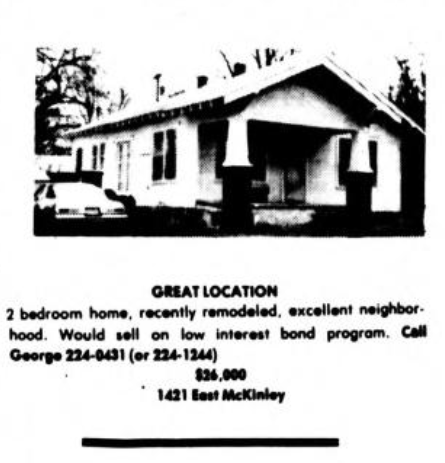 GREAT LOCATION
2 bedroom home, recently remodeled, excellent neighbor-
hood. Would sell on low interest bond program. Call
George 224-0431 (or 224-1244)
$26,000
1421 East McKinley